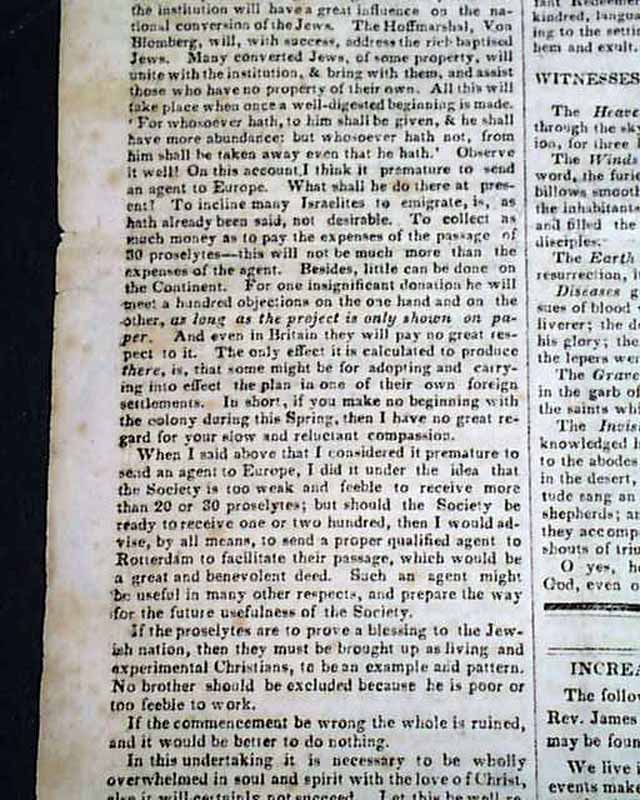 the institution will have a great influence on the na-
tional conversion of the Jews. The Hoffmarshal, Von
Blomberg, will, with success, address the rich baptised
Jews. Many converted Jews, of some property, will
unite with the institution, & bring with them, and assist
those who have no property of their own. All this will
take place when once a well-digested beginning is made.
'For whosoever hath, to him shall be given, & he shall
have more abundance: but whosoever hath not, from
him shall be taken away even that he hath.' Observe
it well! On this account I think it premature to send
an agent to Europe. What shall he do there at pres-
ent? To incline many Israelites to emigrate, is, as
hath already been said, not desirable. To collect as
much money as to pay the expenses of the passage of
30 proselytes—this will not be much more than the
expenses of the agent. Besides, little can be done on
the Continent. For one insignificant donation he will
meet a hundred objections on the one hand and on the
other, as long as the project is only shown on pa-
per. And even in Britain they will pay no great res-
pect to it. The only effect it is calculated to produce
there, is, that some might be for adopting and carry-
ing into effect the plan in one of their own foreign
settlements. In short, if you make no beginning with
the colony during this Spring, then I have no great re-
gard for your slow and reluctant compassion.
When I said above that I considered it premature to
send an agent to Europe, I did it under the idea that
the Society is too weak and feeble to receive more
than 20 or 30 proselytes; but should the Society be
ready to receive one or two hundred, then I would ad-
vise, by all means, to send a proper qualified agent to
Rotterdam to facilitate their passage, which would be
a great and benevolent deed. Such an agent might
be useful in many other respects, and prepare the way
for the future usefulness of the Society.
If the proselytes are to prove a blessing to the Jew-
ish nation, then they must be brought up as living and
experimental Christians, to be an example and pattern.
No brother should be excluded because he is poor or
too feeble to work.
If the commencement be wrong the whole is ruined,
and it would be better to do nothing.
In this undertaking it is necessary to be wholly
overwhelmed in soul and spirit with the love of Christ,
else it will certainly not succeed. Let this be well re-
kindred, langua
ing to the
hem and exult.
WITNESSES
The Heave
through the sky
ion, for three
The Winds
word, the furi
billows smooth
the inhabitants
and filled the
disciples.
The Earth
resurrection, i
Diseases g
sues of blood
liverer; the d
his glory; the
the lepers wer
The Grave
in the garb of
the saints wh
The Invis
knowledged h
to the abodes
in the desert,
tude sang an
shepherds; an
they accomp
shouts of triu
O yes, he
God, even o
INCREA
The follow
Rev. James
may be foun
We live i
events mak